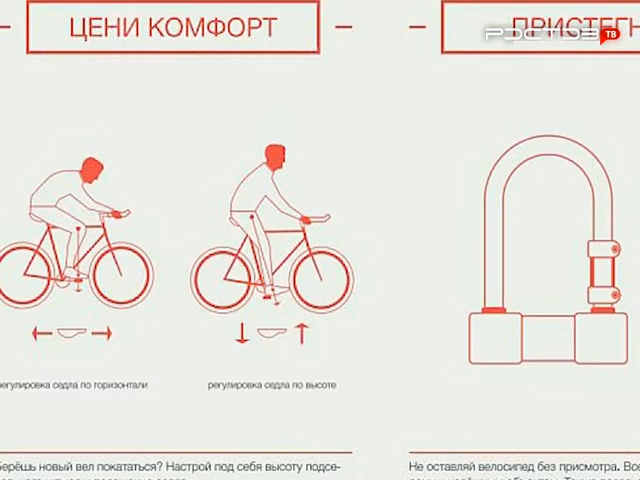 ЦЕНИ КОМФОРТ
ПРИСТЕГН
РОСТОВ ТВ
регулировка седла по горизонтали
регулировка седла по высоте
Берёшь новый вел покататься? Настрой под себя высоту подсе-
Не оставляй велосипед без присмотра. Все